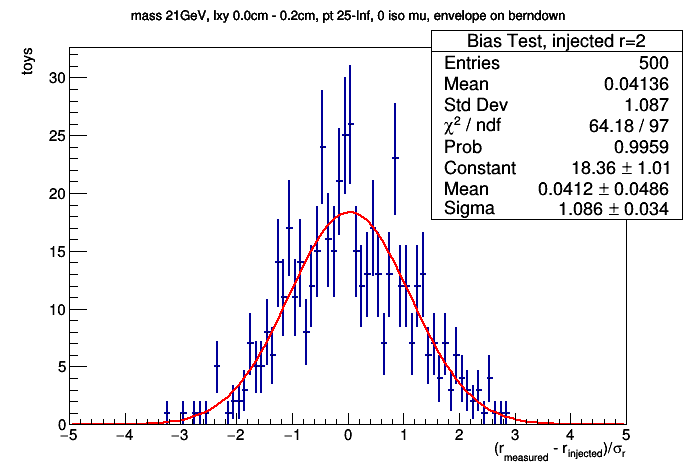 mass 21GeV, lxy 0.0cm - 0.2cm, pt 25-Inf, 0 iso mu, envelope on berndown
toys
Bias Test, injected r=2
Entries 500
Mean 0.04136
Std Dev 1.087
χ² / ndf 64.18 / 97
Prob 0.9959
Constant 18.36 ± 1.01
Mean 0.0412 ± 0.0486
Sigma 1.086 ± 0.034
30
25
20
15
10
5
0
−5 −4 −3 −2 −1 0 1 2 3 4 5
(r_measured - r_injected)/σ_r